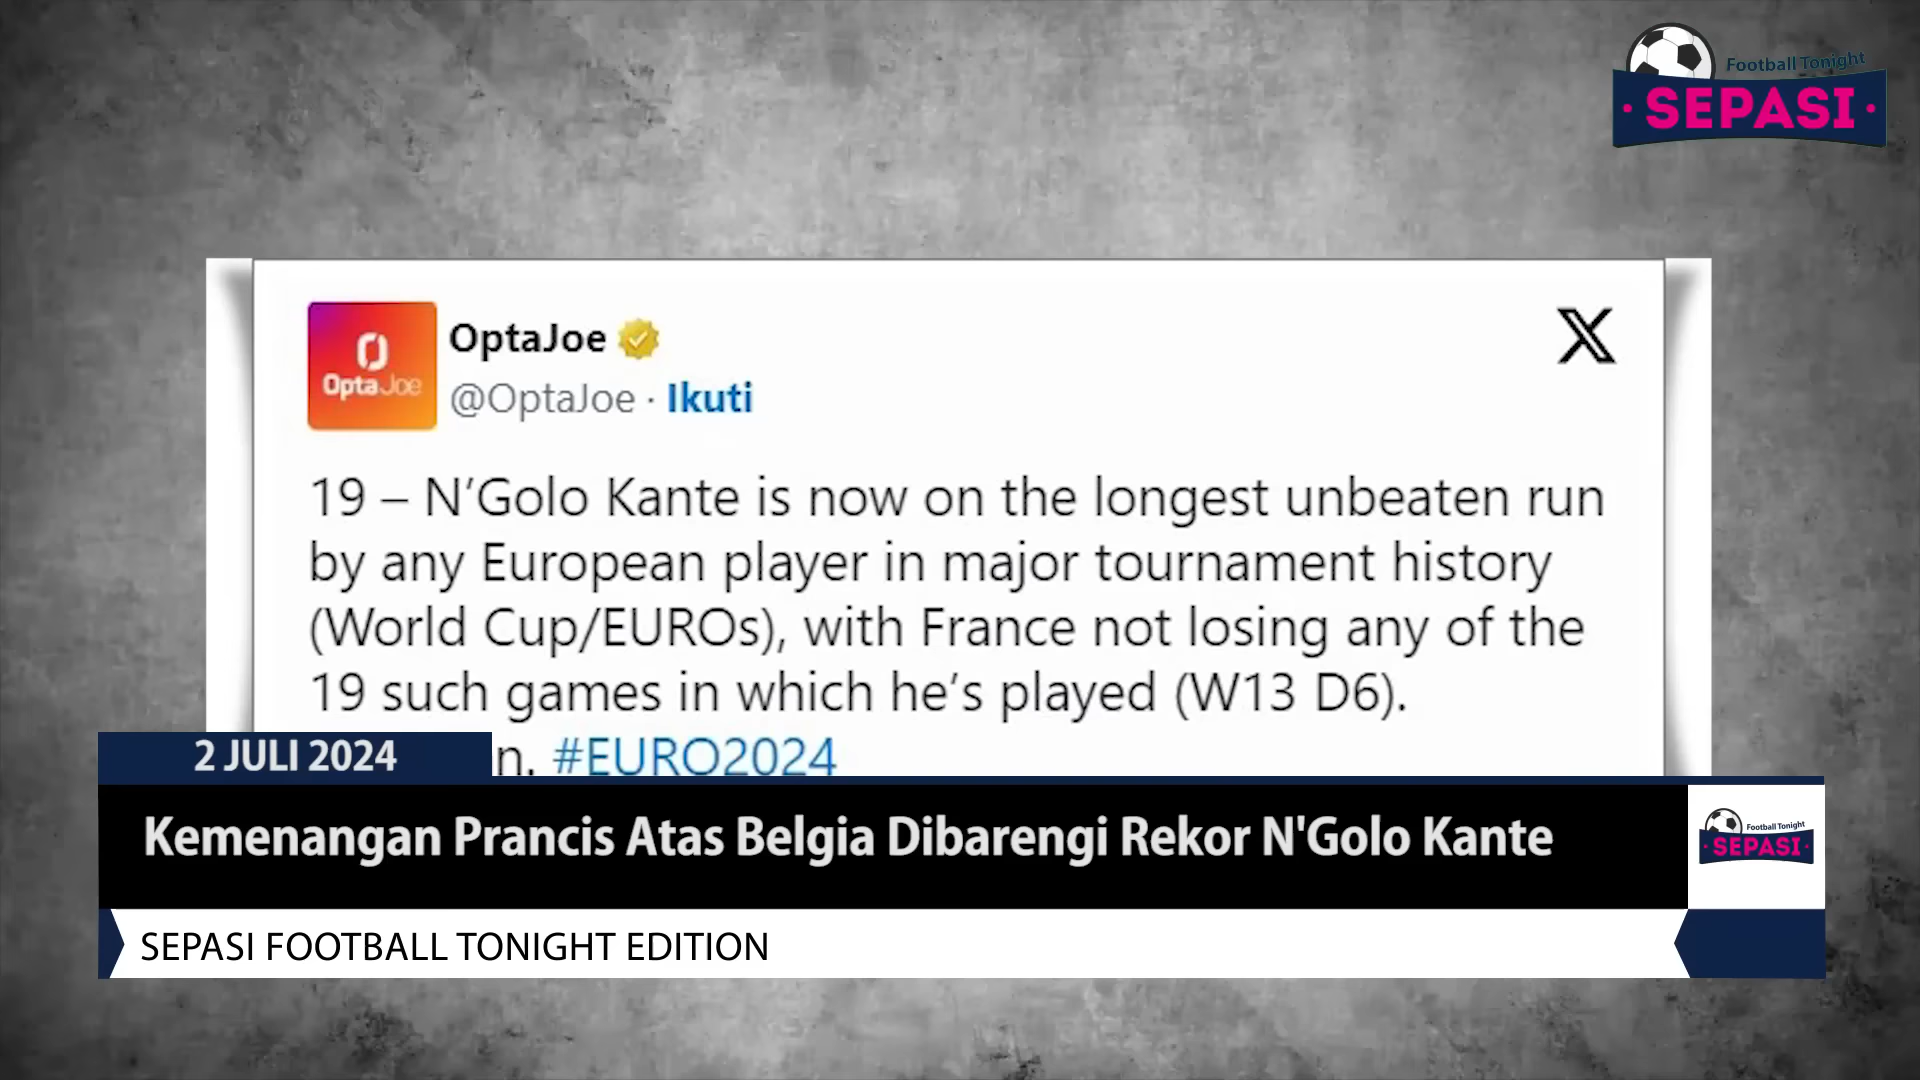 Football Tonight
SEPASI
OptaJoe
OptaJoe
@OptaJoe · Ikuti
19 – N’Golo Kante is now on the longest unbeaten run
by any European player in major tournament history
(World Cup/EUROs), with France not losing any of the
19 such games in which he’s played (W13 D6).
n. #EURO2024
2 JULI 2024
Kemenangan Prancis Atas Belgia Dibarengi Rekor N'Golo Kante
Football Tonight
SEPASI
SEPASI FOOTBALL TONIGHT EDITION